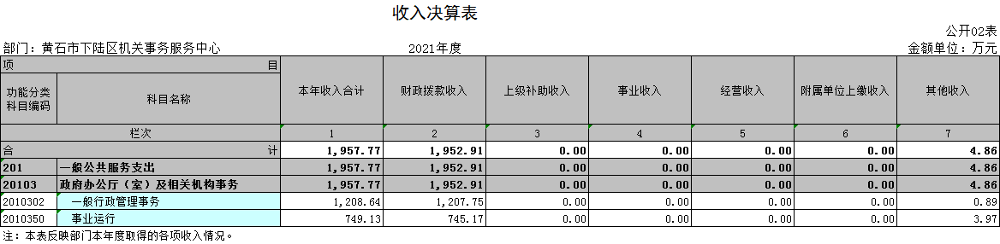 收入决算表
公开02表
部门：黄石市下陆区机关事务服务中心 2021年度 金额单位：万元
项 目 本年收入合计 财政拨款收入 上级补助收入 事业收入 经营收入 附属单位上缴收入 其他收入
功能分类科目编码 科目名称
栏次 1 2 3 4 5 6 7
合 计 1,957.77 1,952.91 0.00 0.00 0.00 0.00 4.86
201 一般公共服务支出 1,957.77 1,952.91 0.00 0.00 0.00 0.00 4.86
20103 政府办公厅（室）及相关机构事务 1,957.77 1,952.91 0.00 0.00 0.00 0.00 4.86
2010302 一般行政管理事务 1,208.64 1,207.75 0.00 0.00 0.00 0.00 0.89
2010350 事业运行 749.13 745.17 0.00 0.00 0.00 0.00 3.97
注：本表反映部门本年度取得的各项收入情况。